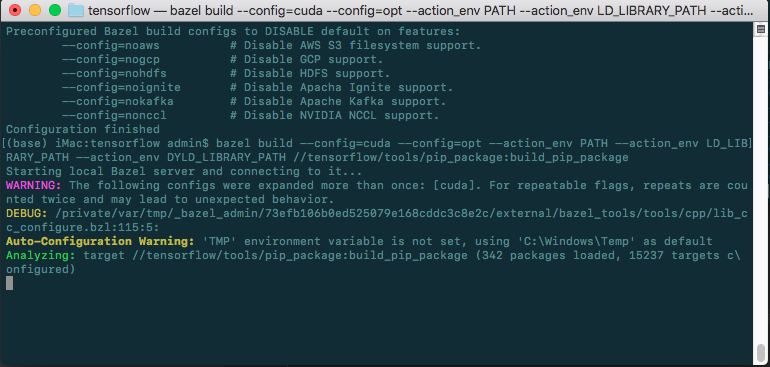 tensorflow — bazel build --config=cuda --config=opt --action_env PATH --action_env LD_LIBRARY_PATH --acti...
Preconfigured Bazel build configs to DISABLE default on features:
--config=noaws # Disable AWS S3 filesystem support.
--config=nogcp # Disable GCP support.
--config=nohdfs # Disable HDFS support.
--config=noignite # Disable Apacha Ignite support.
--config=nokafka # Disable Apache Kafka support.
--config=nonccl # Disable NVIDIA NCCL support.
Configuration finished
[(base) iMac:tensorflow admin$ bazel build --config=cuda --config=opt --action_env PATH --action_env LD_LIB]
RARY_PATH --action_env DYLD_LIBRARY_PATH //tensorflow/tools/pip_package:build_pip_package
Starting local Bazel server and connecting to it...
WARNING: The following configs were expanded more than once: [cuda]. For repeatable flags, repeats are cou
nted twice and may lead to unexpected behavior.
DEBUG: /private/var/tmp/_bazel_admin/73efb106b0ed525079e168cddc3c8e2c/external/bazel_tools/tools/cpp/lib_c
c_configure.bzl:115:5:
Auto-Configuration Warning: 'TMP' environment variable is not set, using 'C:\Windows\Temp' as default
Analyzing: target //tensorflow/tools/pip_package:build_pip_package (342 packages loaded, 15237 targets c\
onfigured)